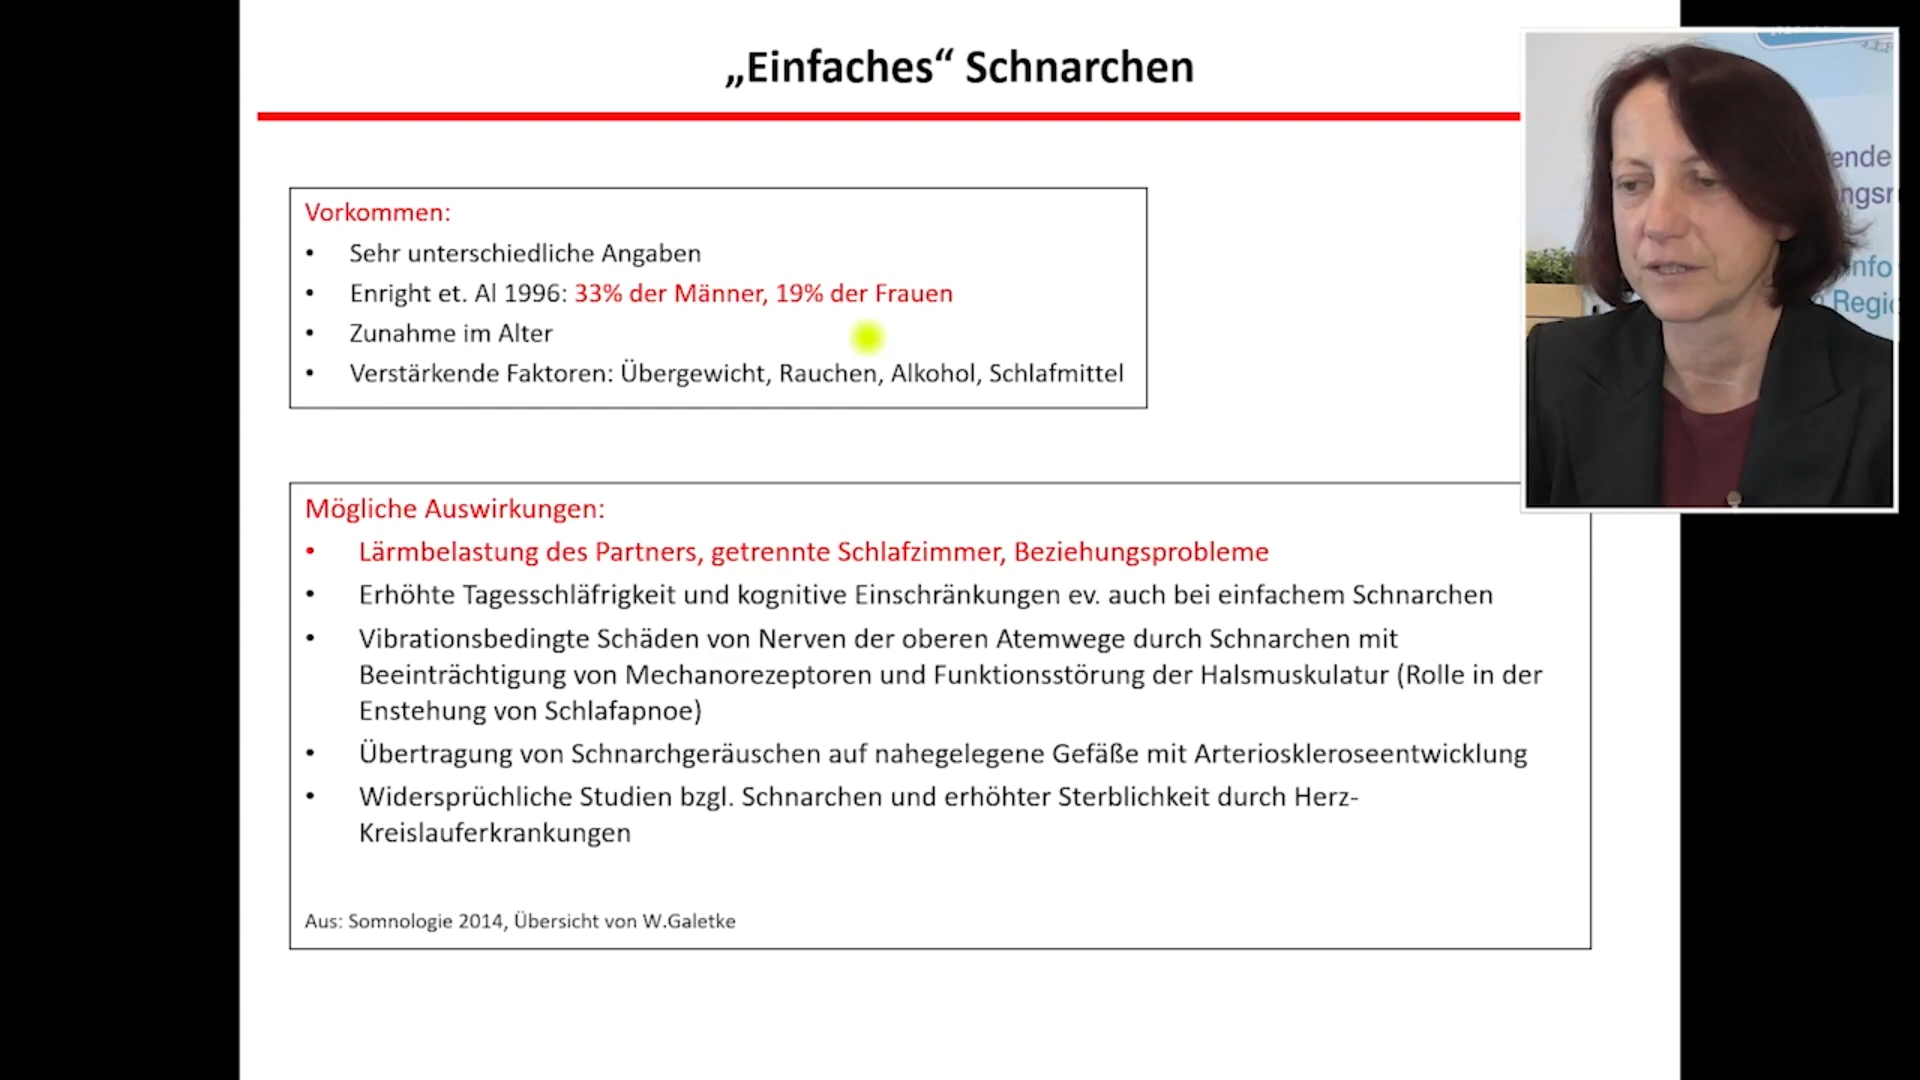 „Einfaches“ Schnarchen
Vorkommen:
• Sehr unterschiedliche Angaben
• Enright et. Al 1996: 33% der Männer, 19% der Frauen
• Zunahme im Alter
• Verstärkende Faktoren: Übergewicht, Rauchen, Alkohol, Schlafmittel
Mögliche Auswirkungen:
• Lärmbelastung des Partners, getrennte Schlafzimmer, Beziehungsprobleme
• Erhöhte Tagesschläfrigkeit und kognitive Einschränkungen ev. auch bei einfachem Schnarchen
• Vibrationsbedingte Schäden von Nerven der oberen Atemwege durch Schnarchen mit
Beeinträchtigung von Mechanorezeptoren und Funktionsstörung der Halsmuskulatur (Rolle in der
Enstehung von Schlafapnoe)
• Übertragung von Schnarchgeräuschen auf nahegelegene Gefäße mit Arterioskleroseentwicklung
• Widersprüchliche Studien bzgl. Schnarchen und erhöhter Sterblichkeit durch Herz-
Kreislauferkrankungen
Aus: Somnologie 2014, Übersicht von W.Galetke